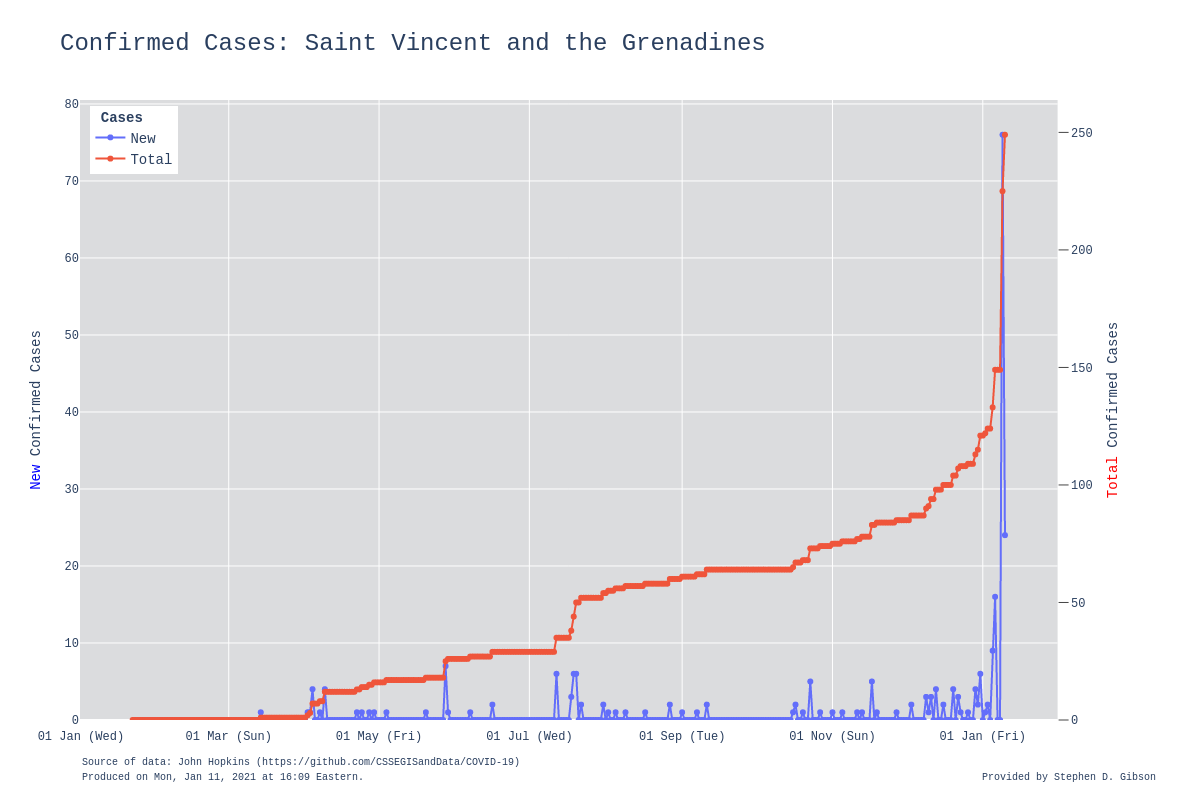 Confirmed Cases: Saint Vincent and the Grenadines
Cases
New
Total
80
70
60
50
40
30
20
10
0
250
200
150
100
50
0
New Confirmed Cases
Total Confirmed Cases
01 Jan (Wed) 01 Mar (Sun) 01 May (Fri) 01 Jul (Wed) 01 Sep (Tue) 01 Nov (Sun) 01 Jan (Fri)
Source of data: John Hopkins (https://github.com/CSSEGISandData/COVID-19)
Produced on Mon, Jan 11, 2021 at 16:09 Eastern.
Provided by Stephen D. Gibson